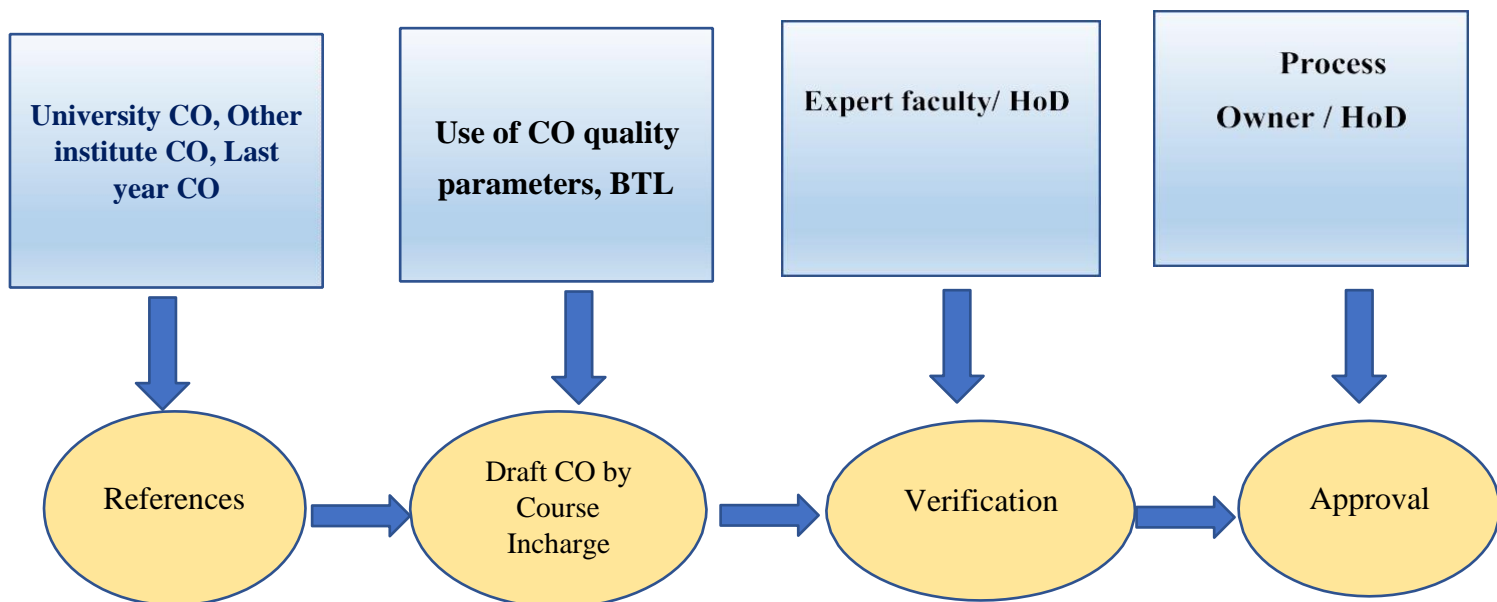 University CO, Other
institute CO, Last
year CO
Use of CO quality
parameters, BTL
Expert faculty/ HoD
Process
Owner / HoD
References
Draft CO by
Course
Incharge
Verification
Approval